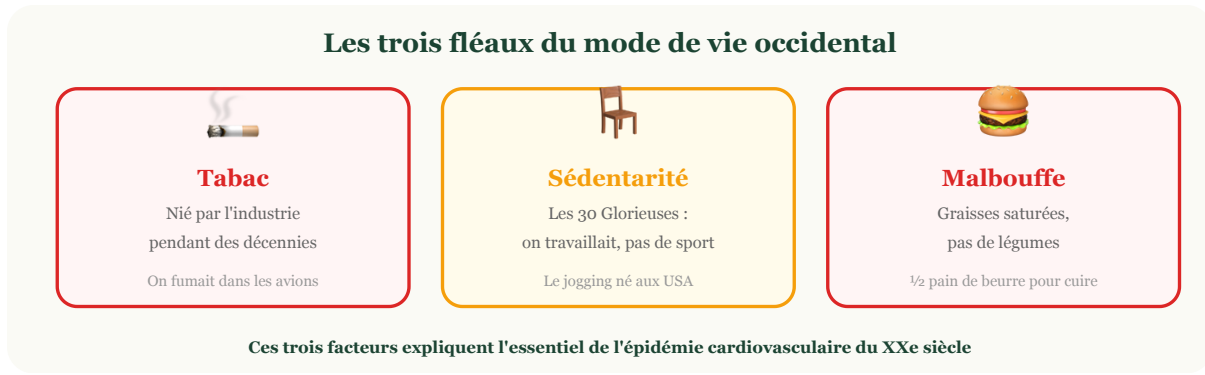 Les trois fléaux du mode de vie occidental
Tabac
Nié par l'industrie
pendant des décennies
On fumait dans les avions
Sédentarité
Les 30 Glorieuses :
on travaillait, pas de sport
Le jogging né aux USA
Malbouffe
Graisses saturées,
pas de légumes
½ pain de beurre pour cuire
Ces trois facteurs expliquent l'essentiel de l'épidémie cardiovasculaire du XXe siècle